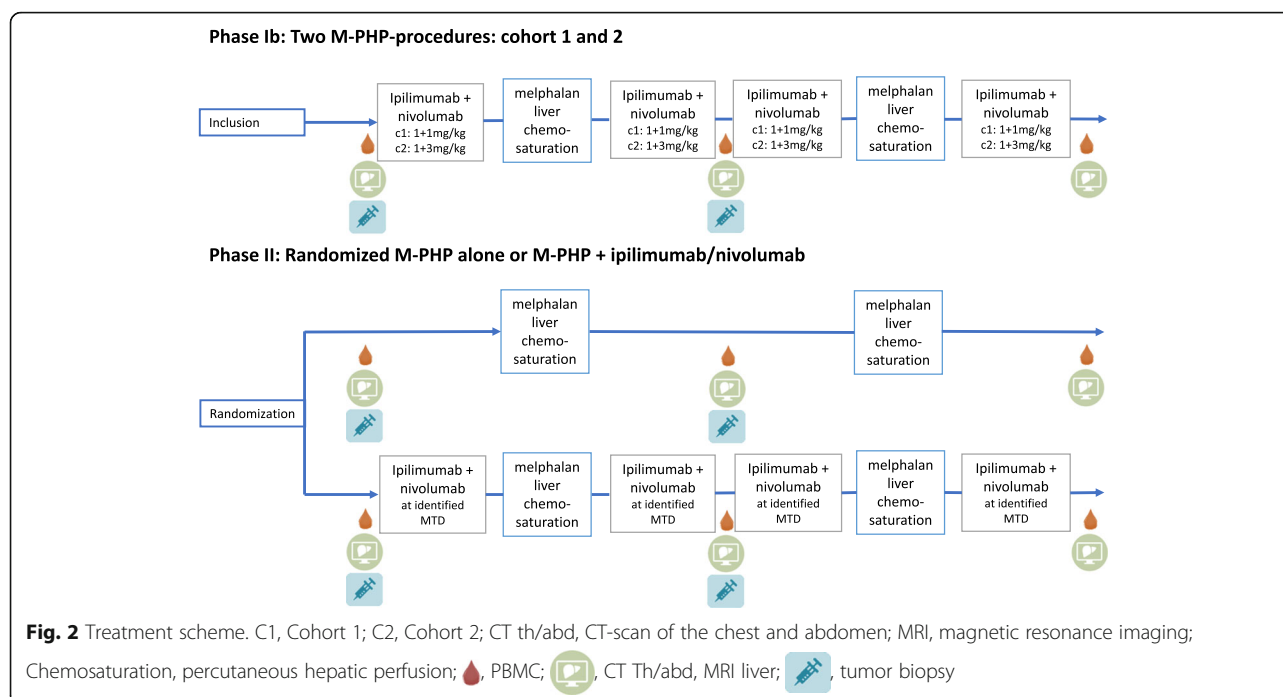 Phase Ib: Two M-PHP-procedures: cohort 1 and 2
Inclusion
Ipilimumab +
nivolumab
c1: 1+1mg/kg
c2: 1+3mg/kg
melphalan
liver
chemo-
saturation
Ipilimumab +
nivolumab
c1: 1+1mg/kg
c2: 1+3mg/kg
Ipilimumab +
nivolumab
c1: 1+1mg/kg
c2: 1+3mg/kg
melphalan
liver
chemo-
saturation
Ipilimumab +
nivolumab
c1: 1+1mg/kg
c2: 1+3mg/kg
Phase II: Randomized M-PHP alone or M-PHP + ipilimumab/nivolumab
Randomization
melphalan
liver
chemo-
saturation
melphalan
liver
chemo-
saturation
Ipilimumab +
nivolumab
at identified
MTD
melphalan
liver
chemo-
saturation
Ipilimumab +
nivolumab
at identified
MTD
Ipilimumab +
nivolumab
at identified
MTD
melphalan
liver
chemo-
saturation
Ipilimumab +
nivolumab
at identified
MTD
Fig. 2 Treatment scheme. C1, Cohort 1; C2, Cohort 2; CT th/abd, CT-scan of the chest and abdomen; MRI, magnetic resonance imaging;
Chemosaturation, percutaneous hepatic perfusion; , PBMC; , CT Th/abd, MRI liver; , tumor biopsy